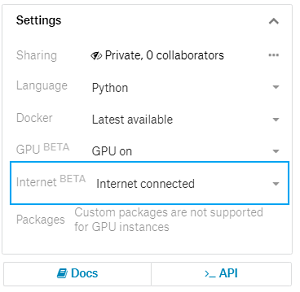 Settings
Sharing Private, 0 collaborators
Language Python
Docker Latest available
GPU BETA GPU on
Internet BETA Internet connected
Packages Custom packages are not supported
for GPU instances
Docs >_ API